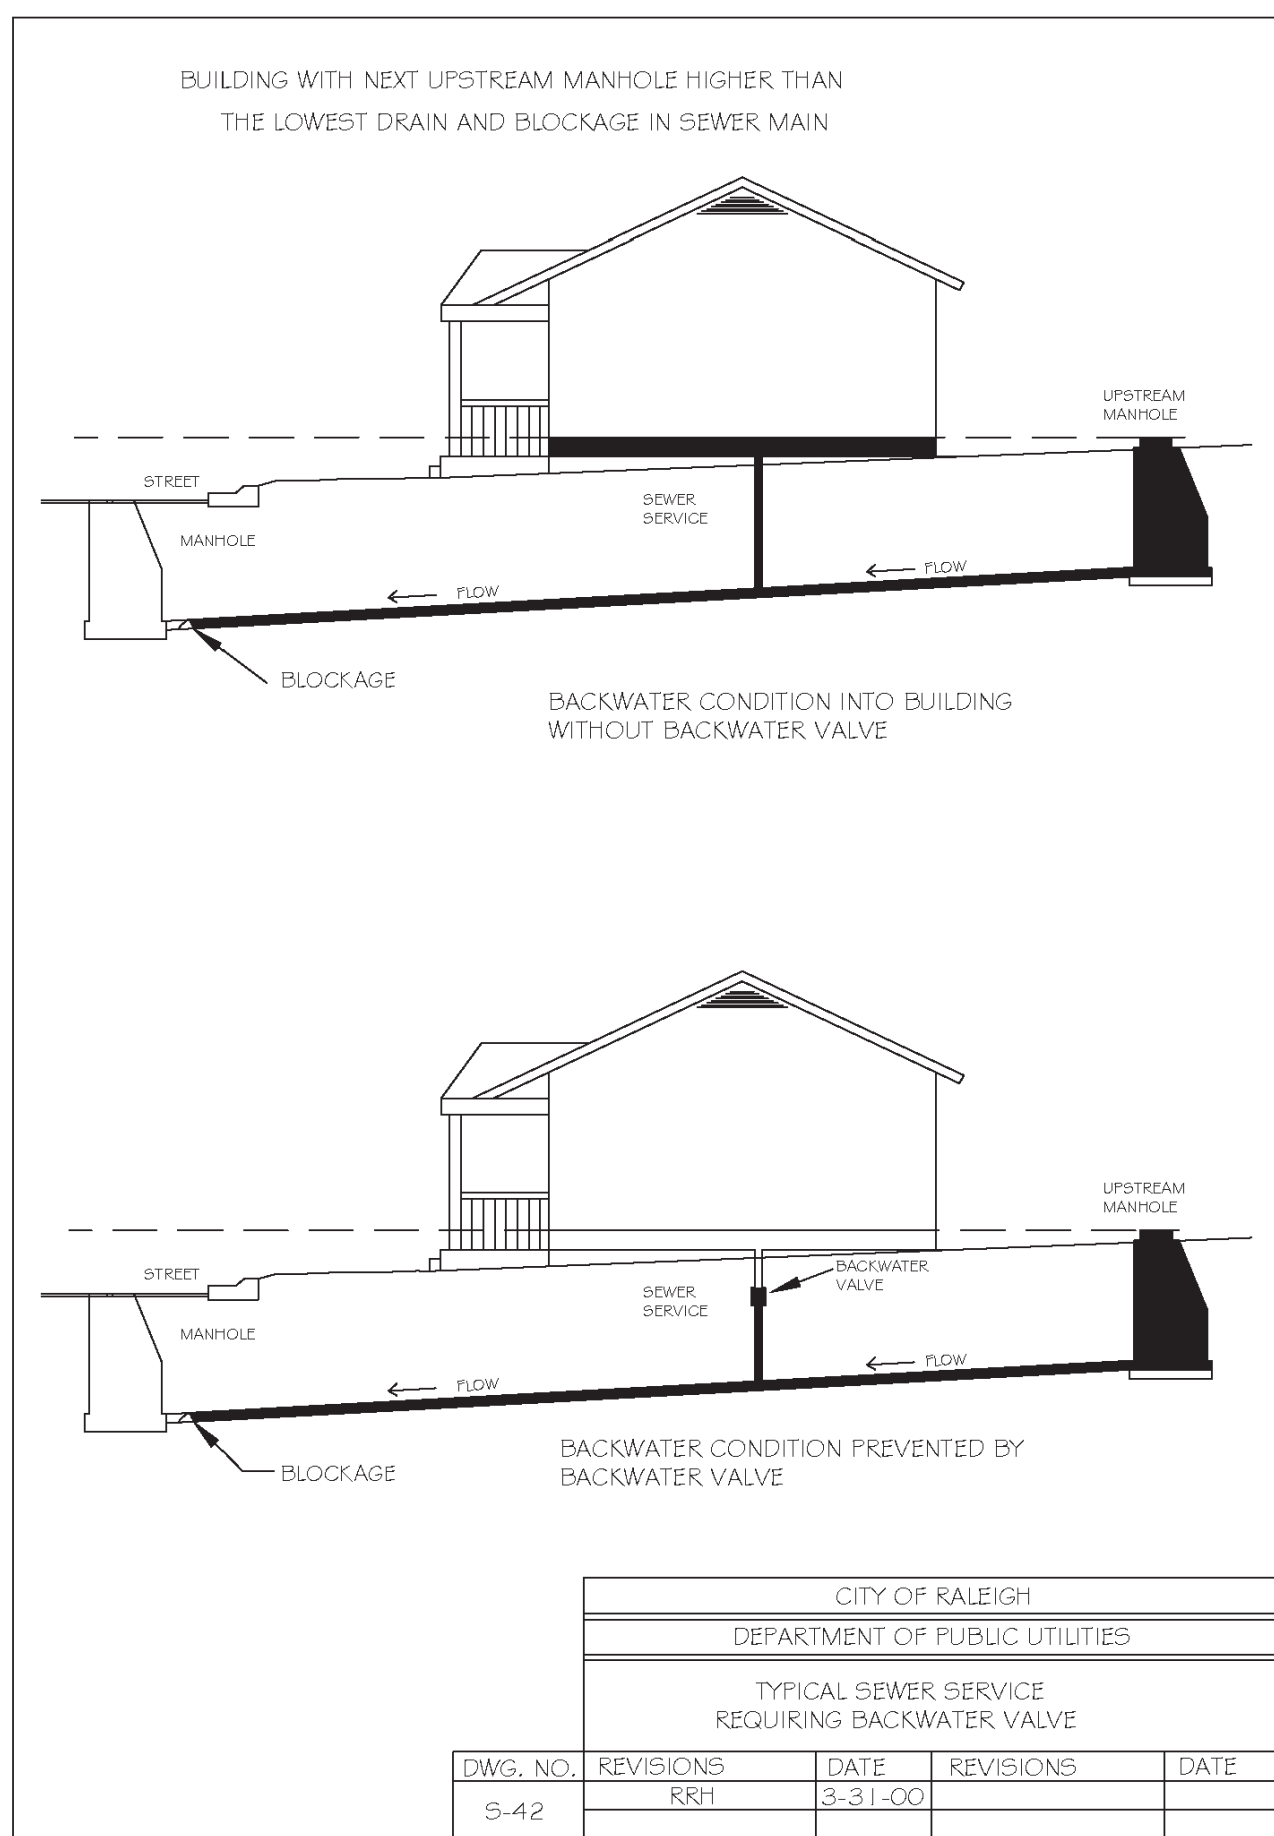 BUILDING WITH NEXT UPSTREAM MANHOLE HIGHER THAN
THE LOWEST DRAIN AND BLOCKAGE IN SEWER MAIN
UPSTREAM
MANHOLE
STREET
SEWER
SERVICE
MANHOLE
FLOW
FLOW
BLOCKAGE
BACKWATER CONDITION INTO BUILDING
WITHOUT BACKWATER VALVE
UPSTREAM
MANHOLE
STREET
BACKWATER
VALVE
SEWER
SERVICE
MANHOLE
FLOW
FLOW
BLOCKAGE
BACKWATER CONDITION PREVENTED BY
BACKWATER VALVE
CITY OF RALEIGH
DEPARTMENT OF PUBLIC UTILITIES
TYPICAL SEWER SERVICE
REQUIRING BACKWATER VALVE
DWG. NO. REVISIONS DATE REVISIONS DATE
S-42 RRH 3-31-00